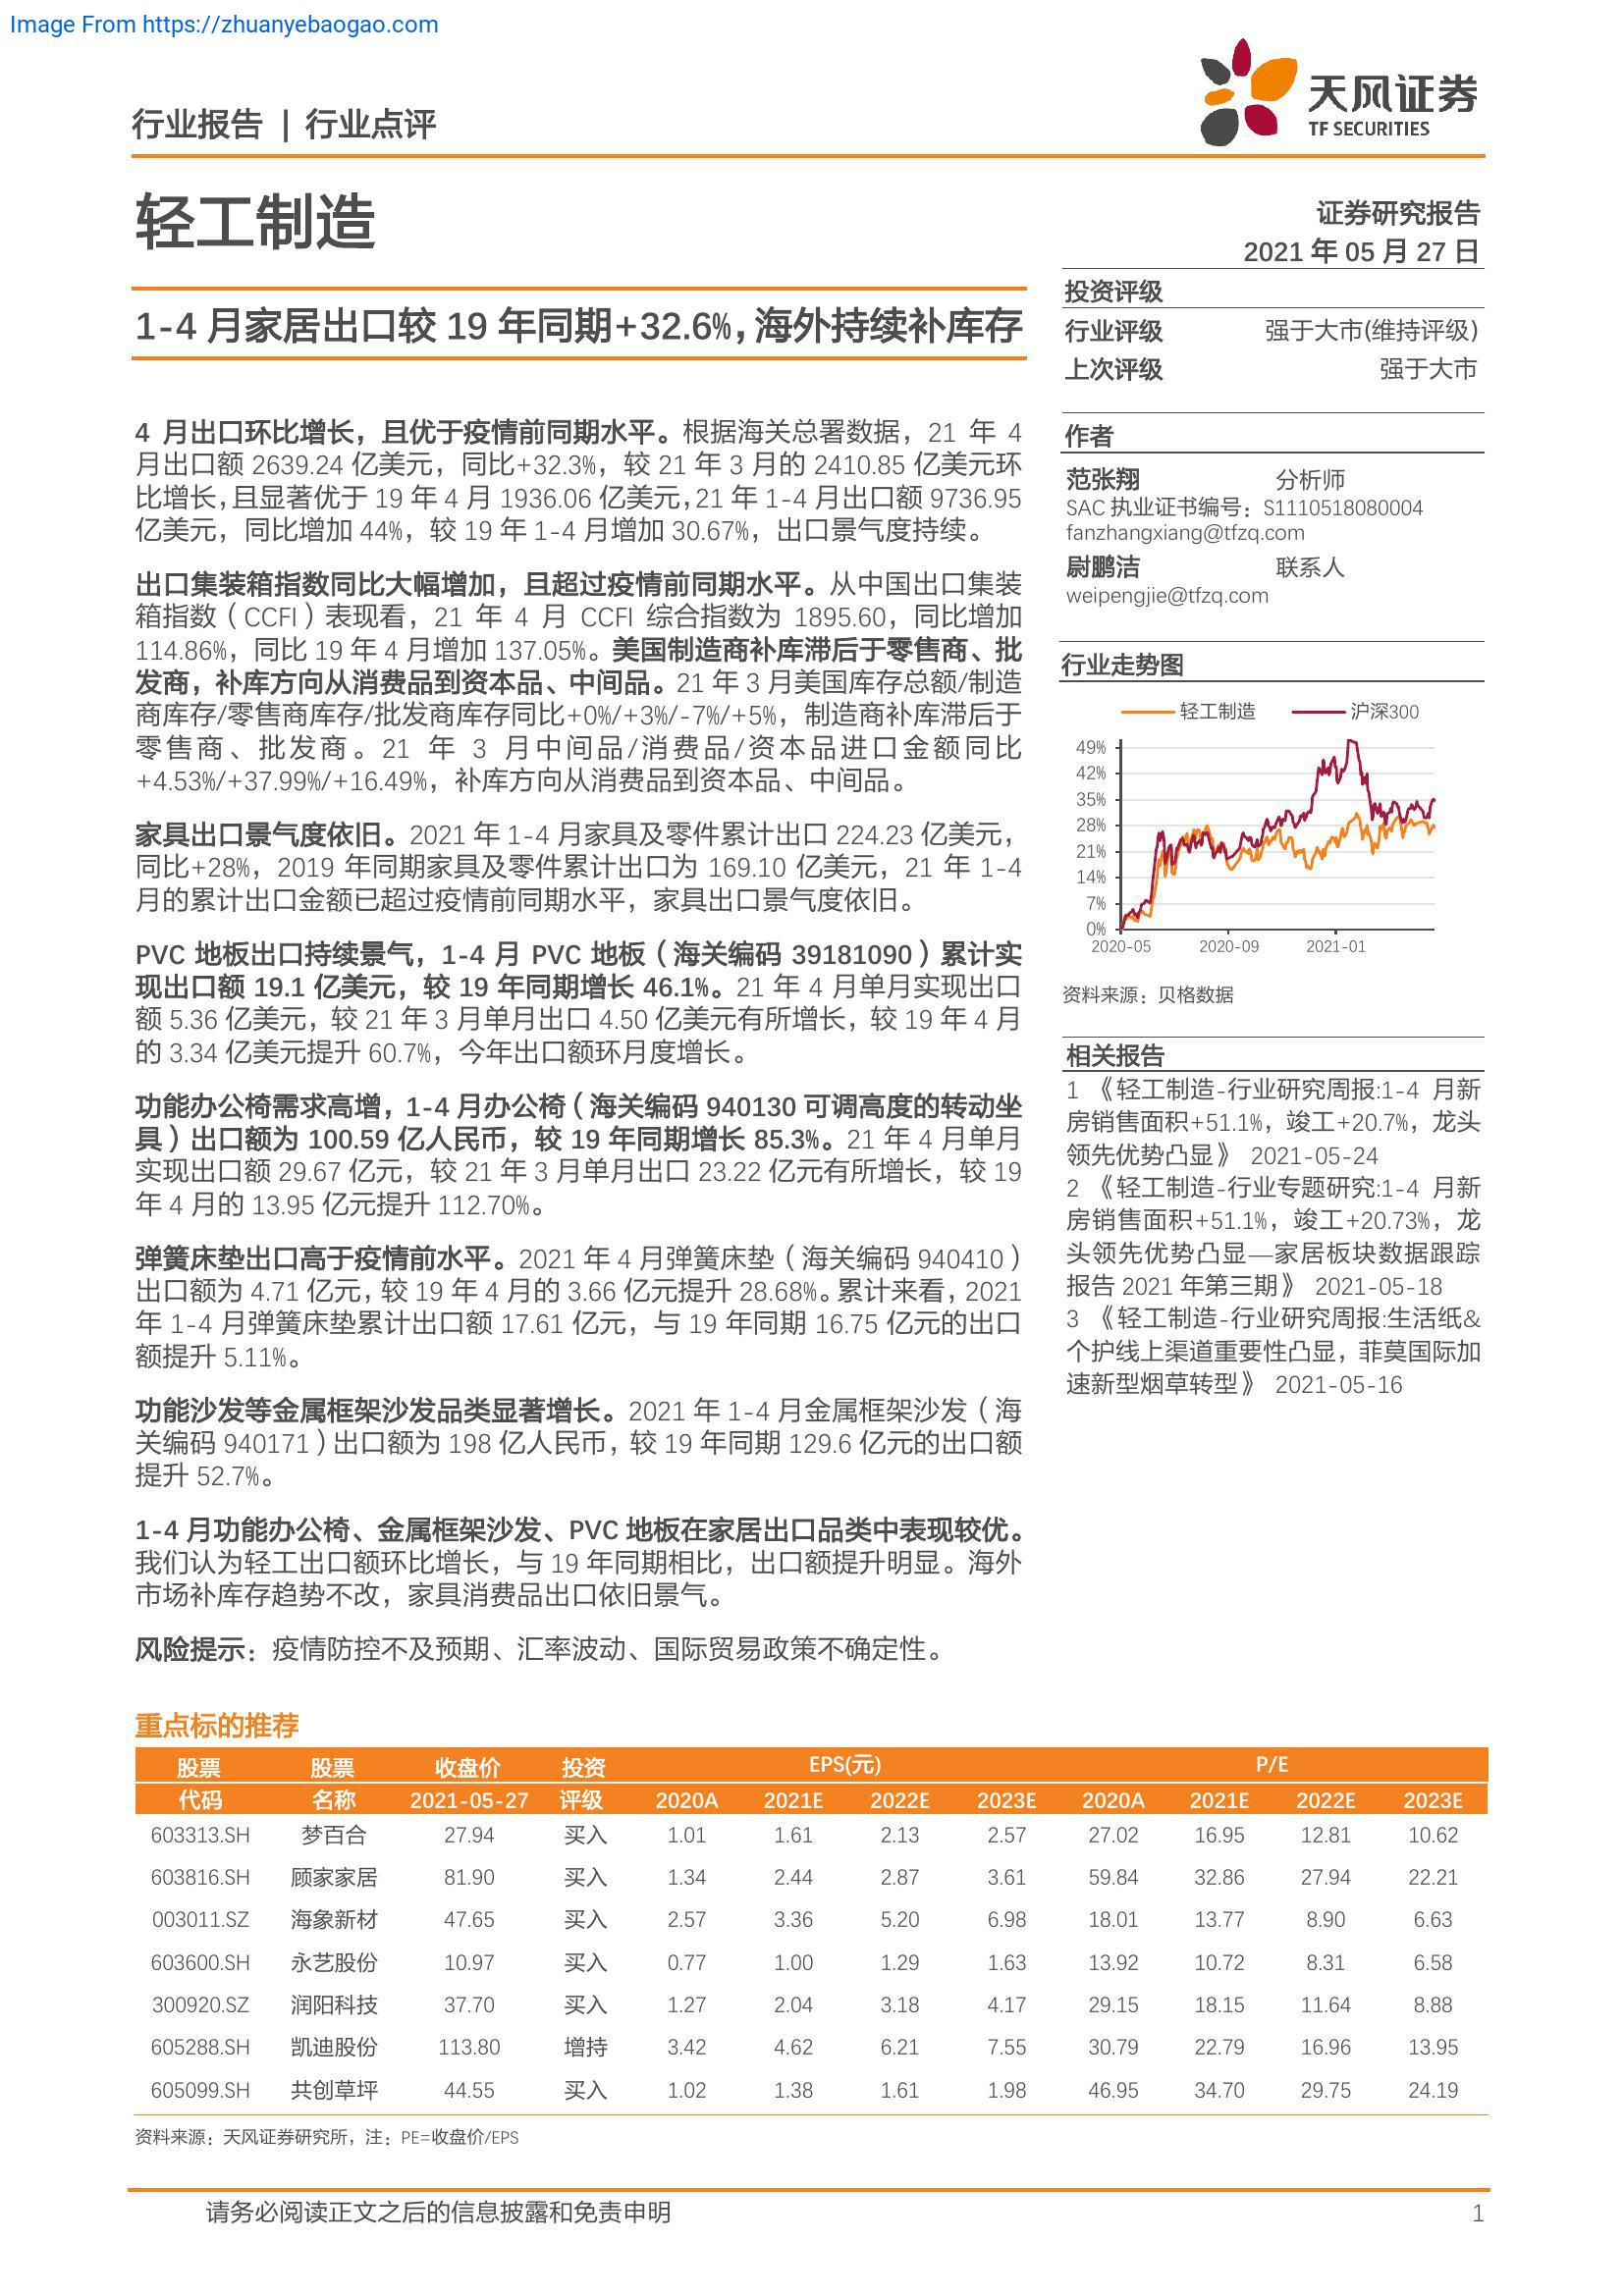 Image From https://zhuanyebaogao.com
行业报告 | 行业点评
天风证券
TF SECURITIES
轻工制造
证券研究报告
2021 年 05 月 27 日
1-4 月家居出口较 19 年同期+32.6%,海外持续补库存
4 月出口环比增长，且优于疫情前同期水平。根据海关总署数据，21 年 4
月出口额 2639.24 亿美元，同比+32.3%，较 21 年 3 月的 2410.85 亿美元环
比增长，且显著优于 19 年 4 月 1936.06 亿美元，21 年 1-4 月出口额 9736.95
亿美元，同比增加 44%，较 19 年 1-4 月增加 30.67%，出口景气度持续。
出口集装箱指数同比大幅增加，且超过疫情前同期水平。从中国出口集装
箱指数（CCFI）表现看，21 年 4 月 CCFI 综合指数为 1895.60，同比增加
114.86%，同比 19 年 4 月增加 137.05%。美国制造商补库滞后于零售商、批
发商，补库方向从消费品到资本品、中间品。21 年 3 月美国库存总额/制造
商库存/零售商库存/批发商库存同比+0%/+3%/-7%/+5%，制造商补库滞后于
零售商、批发商。21 年 3 月中间品/消费品/资本品进口金额同比
+4.53%/+37.99%/+16.49%，补库方向从消费品到资本品、中间品。
家具出口景气度依旧。2021 年 1-4 月家具及零件累计出口 224.23 亿美元，
同比+28%，2019 年同期家具及零件累计出口为 169.10 亿美元，21 年 1-4
月的累计出口金额已超过疫情前同期水平，家具出口景气度依旧。
PVC 地板出口持续景气，1-4 月 PVC 地板（海关编码 39181090）累计实
现出口额 19.1 亿美元，较 19 年同期增长 46.1%。21 年 4 月单月实现出口
额 5.36 亿美元，较 21 年 3 月单月出口 4.50 亿美元有所增长，较 19 年 4 月
的 3.34 亿美元提升 60.7%，今年出口额环月度增长。
功能办公椅需求高增，1-4 月办公椅（海关编码 940130 可调高度的转动坐
具）出口额为 100.59 亿人民币，较 19 年同期增长 85.3%。21 年 4 月单月
实现出口额 29.67 亿元，较 21 年 3 月单月出口 23.22 亿元有所增长，较 19
年 4 月的 13.95 亿元提升 112.70%。
弹簧床垫出口高于疫情前水平。2021 年 4 月弹簧床垫（海关编码 940410）
出口额为 4.71 亿元，较 19 年 4 月的 3.66 亿元提升 28.68%。累计来看，2021
年 1-4 月弹簧床垫累计出口额 17.61 亿元，与 19 年同期 16.75 亿元的出口
额提升 5.11%。
功能沙发等金属框架沙发品类显著增长。2021 年 1-4 月金属框架沙发（海
关编码 940171）出口额为 198 亿人民币，较 19 年同期 129.6 亿元的出口额
提升 52.7%。
1-4 月功能办公椅、金属框架沙发、PVC 地板在家居出口品类中表现较优。
我们认为轻工出口额环比增长，与 19 年同期相比，出口额提升明显。海外
市场补库存趋势不改，家具消费品出口依旧景气。
风险提示：疫情防控不及预期、汇率波动、国际贸易政策不确定性。
投资评级
行业评级 强于大市(维持评级)
上次评级 强于大市
作者
范张翔 分析师
SAC 执业证书编号：S1110518080004
fanzhangxiang@tfzq.com
尉鹏洁 联系人
weipengjie@tfzq.com
行业走势图
轻工制造 沪深300
49%
42%
35%
28%
21%
14%
7%
0%
2020-05 2020-09 2021-01
资料来源：贝格数据
相关报告
1 《轻工制造-行业研究周报:1-4 月新
房销售面积+51.1%，竣工+20.7%，龙头
领先优势凸显》 2021-05-24
2 《轻工制造-行业专题研究:1-4 月新
房销售面积+51.1%，竣工+20.73%，龙
头领先优势凸显—家居板块数据跟踪
报告 2021 年第三期》 2021-05-18
3 《轻工制造-行业研究周报:生活纸&
个护线上渠道重要性凸显，菲莫国际加
速新型烟草转型》 2021-05-16
重点标的推荐
股票 股票 收盘价 投资 EPS(元) P/E
代码 名称 2021-05-27 评级 2020A 2021E 2022E 2023E 2020A 2021E 2022E 2023E
603313.SH 梦百合 27.94 买入 1.01 1.61 2.13 2.57 27.02 16.95 12.81 10.62
603816.SH 顾家家居 81.90 买入 1.34 2.44 2.87 3.61 59.84 32.86 27.94 22.21
003011.SZ 海象新材 47.65 买入 2.57 3.36 5.20 6.98 18.01 13.77 8.90 6.63
603600.SH 永艺股份 10.97 买入 0.77 1.00 1.29 1.63 13.92 10.72 8.31 6.58
300920.SZ 润阳科技 37.70 买入 1.27 2.04 3.18 4.17 29.15 18.15 11.64 8.88
605288.SH 凯迪股份 113.80 增持 3.42 4.62 6.21 7.55 30.79 22.79 16.96 13.95
605099.SH 共创草坪 44.55 买入 1.02 1.38 1.61 1.98 46.95 34.70 29.75 24.19
资料来源：天风证券研究所，注：PE=收盘价/EPS
请务必阅读正文之后的信息披露和免责申明 1